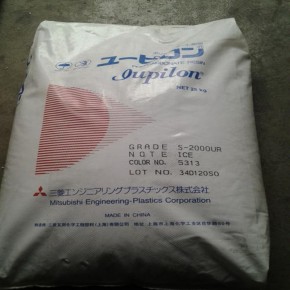 ユーピロン
POLYCARBONATE RESIN
Iupilon
NET 25 KG
GRADE S-2000UR
NOTE ICE
COLOR NO. 5313
LOT NO. 34D120S0
三菱エンジニアリングプラスチックス株式会社
Mitsubishi Engineering-Plastics Corporation
MADE IN CHINA